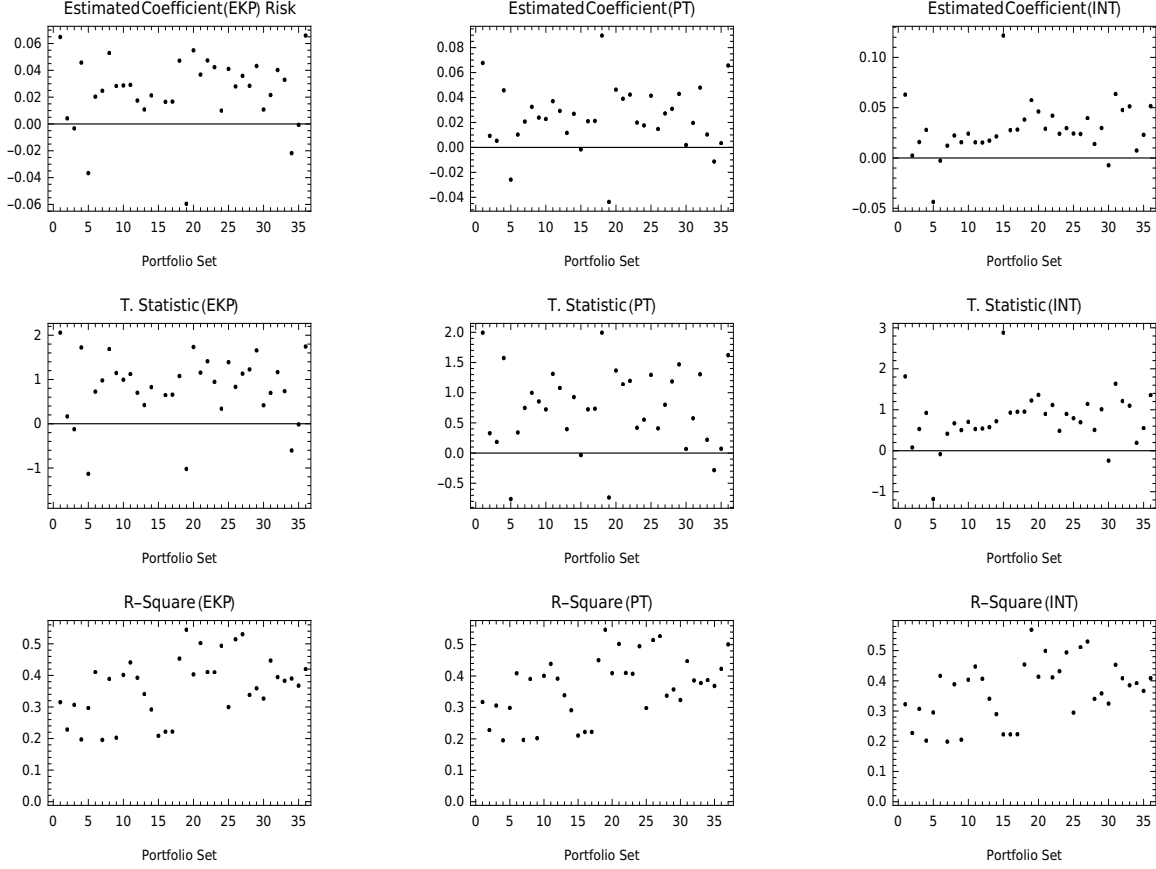 Estimated Coefficient (EKP) Risk
Estimated Coefficient (PT)
Estimated Coefficient (INT)
0.06
0.04
0.02
0.00
−0.02
−0.04
−0.06
0 5 10 15 20 25 30 35
Portfolio Set
0.08
0.06
0.04
0.02
0.00
−0.02
−0.04
0 5 10 15 20 25 30 35
Portfolio Set
0.10
0.05
0.00
−0.05
0 5 10 15 20 25 30 35
Portfolio Set
T. Statistic (EKP)
T. Statistic (PT)
T. Statistic (INT)
2
1
0
−1
0 5 10 15 20 25 30 35
Portfolio Set
2.0
1.5
1.0
0.5
0.0
−0.5
0 5 10 15 20 25 30 35
Portfolio Set
3
2
1
0
−1
0 5 10 15 20 25 30 35
Portfolio Set
R−Square (EKP)
R−Square (PT)
R−Square (INT)
0.5
0.4
0.3
0.2
0.1
0.0
0 5 10 15 20 25 30 35
Portfolio Set
0.5
0.4
0.3
0.2
0.1
0.0
0 5 10 15 20 25 30 35
Portfolio Set
0.5
0.4
0.3
0.2
0.1
0.0
0 5 10 15 20 25 30 35
Portfolio Set